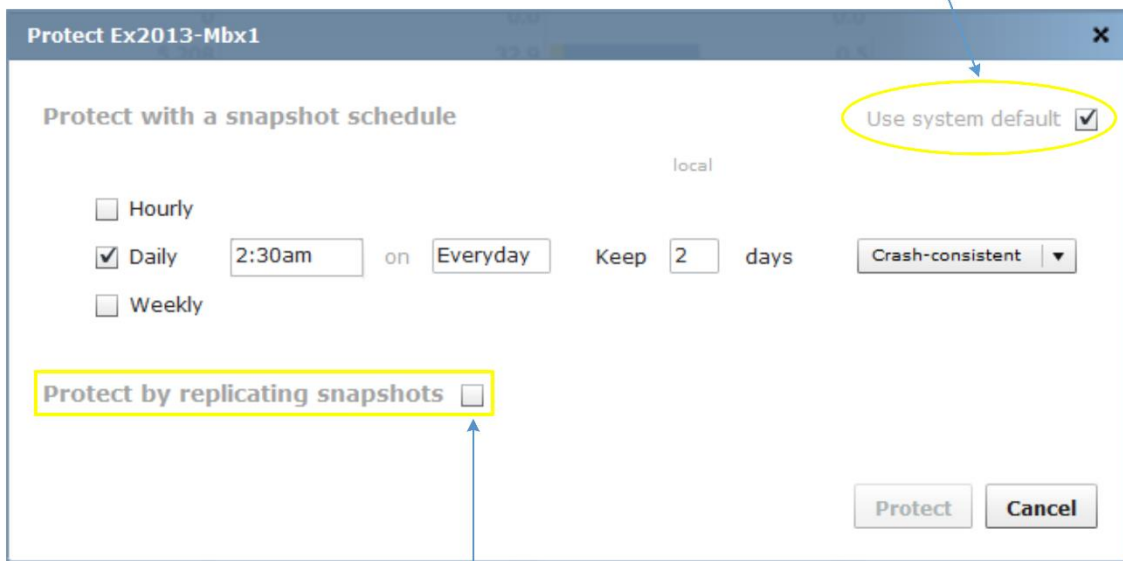 Protect Ex2013-Mbx1
Protect with a snapshot schedule
Use system default
local
Hourly
Daily 2:30am on Everyday Keep 2 days Crash-consistent
Weekly
Protect by replicating snapshots
Protect Cancel